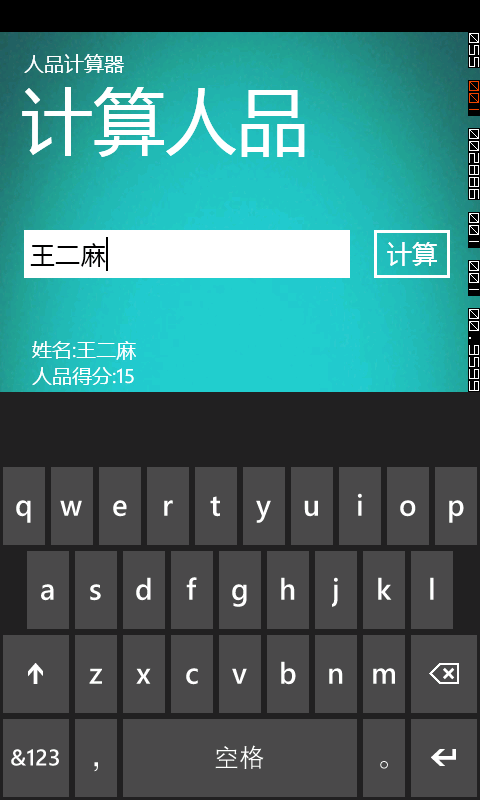 人品计算器
计算人品
王二麻
计算
姓名:王二麻
人品得分:15
q w e r t y u i o p
a s d f g h j k l
z x c v b n m
&123 , 空格 。